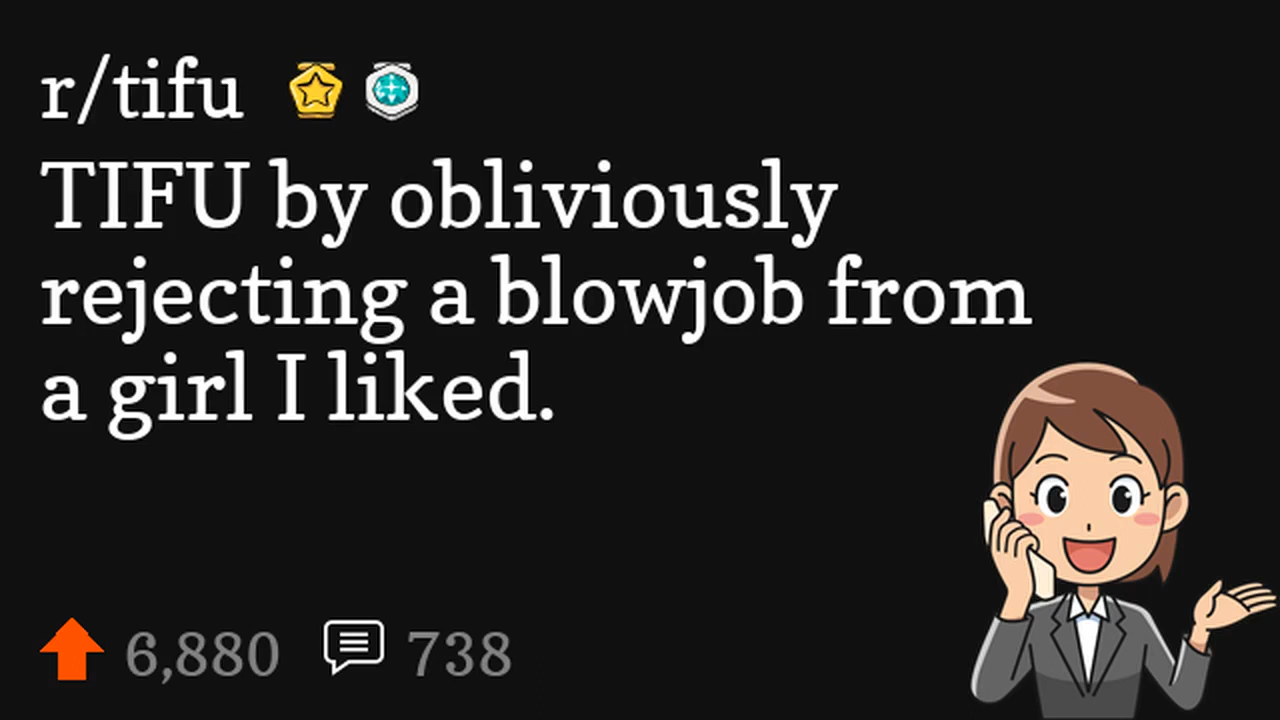 r/tifu
TIFU by obliviously
rejecting a blowjob from
a girl I liked.
6,880 738